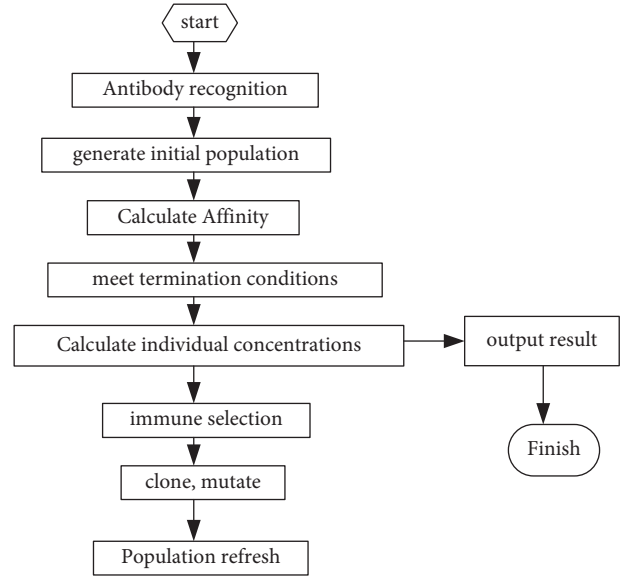 start
Antibody recognition
generate initial population
Calculate Affinity
meet termination conditions
Calculate individual concentrations
output result
immune selection
Finish
clone, mutate
Population refresh